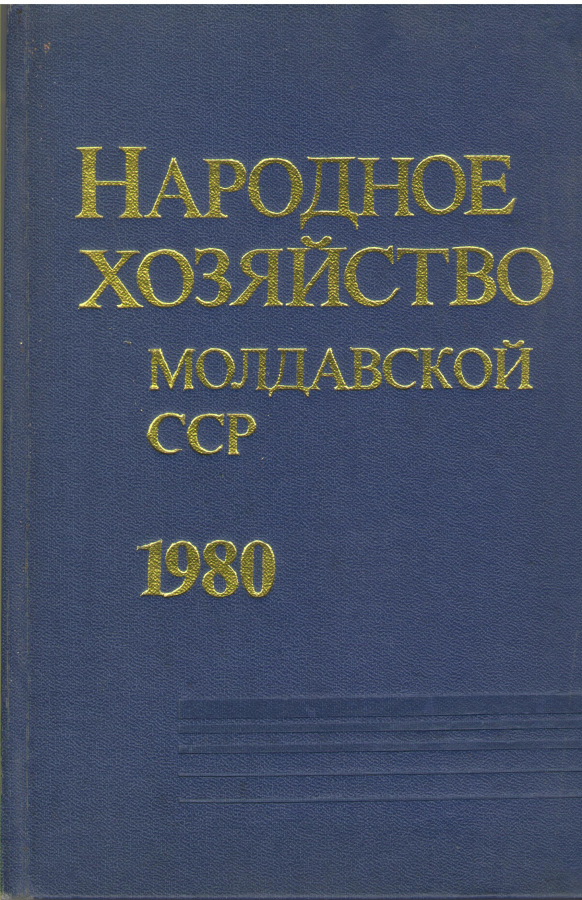 НАРОДНОЕ
ХОЗЯЙСТВО
МОЛДАВСКОЙ
ССР
1980